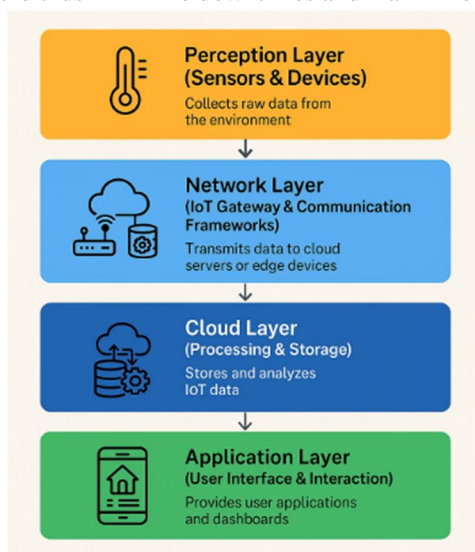 Perception Layer
(Sensors & Devices)
Collects raw data from
the environment
Network Layer
(IoT Gateway & Communication
Frameworks)
Transmits data to cloud
servers or edge devices
Cloud Layer
(Processing & Storage)
Stores and analyzes
IoT data
Application Layer
(User Interface & Interaction)
Provides user applications
and dashboards